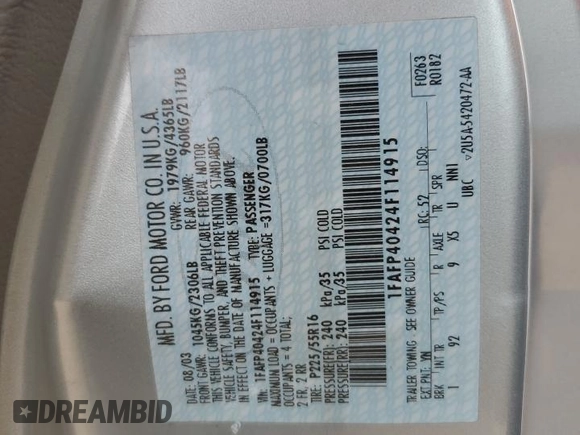 MFD. BY FORD MOTOR CO. IN U.S.A.
DATE: 08/03 GVWR: 1979KG/4365LB
FRONT GAWR: 1045KG/2306LB REAR GAWR: 960KG/2117LB
THIS VEHICLE CONFORMS TO ALL APPLICABLE FEDERAL MOTOR
VEHICLE SAFETY, BUMPER, AND THEFT PREVENTION STANDARDS
IN EFFECT ON THE DATE OF MANUFACTURE SHOWN ABOVE.
VIN: 1FAFP40424F114915 TYPE: PASSENGER
MAXIMUM LOAD = OCCUPANTS + LUGGAGE =317KG/0700LB
OCCUPANTS = 4 TOTAL;
2 FR, 2 RR
TIRE: P225/55R16
PRESSURE(FR): 240 kPa/35 PSI COLD
PRESSURE(RR): 240 kPa/35 PSI COLD
1FAFP40424F114915
TRAILER TOWING - SEE OWNER GUIDE F0263
EXT PNT: YN RC: 52 DSO: R0182
BRK INT TR TP/PS R AXLE TR SPR
1 92 9 X5 U NN1
UBC v2U5A-5420472-AA
DREAMBID